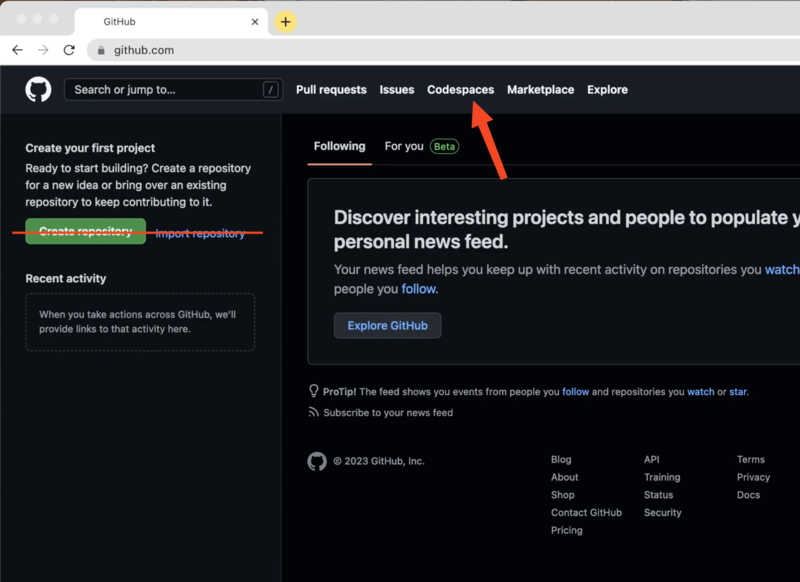 GitHub
github.com
Search or jump to... /
Pull requests
Issues
Codespaces
Marketplace
Explore
Create your first project
Ready to start building? Create a repository
for a new idea or bring over an existing
repository to keep contributing to it.
Create repository
Import repository
Recent activity
When you take actions across GitHub, we'll
provide links to that activity here.
Following
For you Beta
Discover interesting projects and people to populate y
personal news feed.
Your news feed helps you keep up with recent activity on repositories you watch
people you follow.
Explore GitHub
ProTip! The feed shows you events from people you follow and repositories you watch or star.
Subscribe to your news feed
© 2023 GitHub, Inc.
Blog
About
Shop
Contact GitHub
Pricing
API
Training
Status
Security
Terms
Privacy
Docs